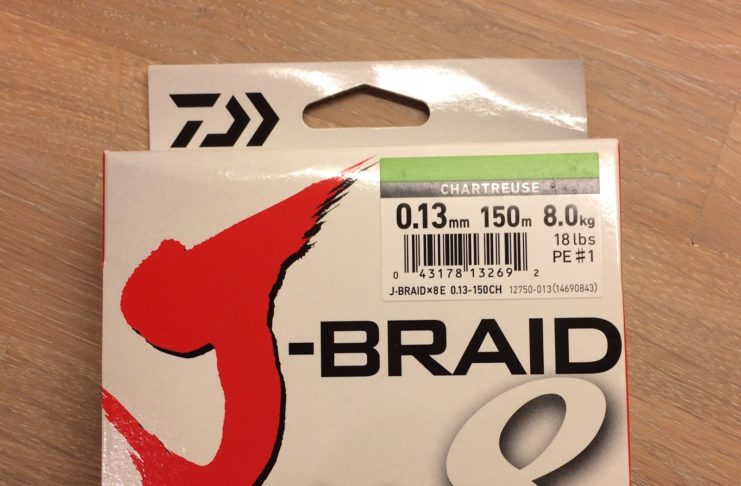 CHARTREUSE
0.13mm 150m 8.0kg
18 lbs
PE#1
0 43178 13269 2
J-BRAID×8E 0.13-150CH 12750-013(14690843)
J-BRAID
8